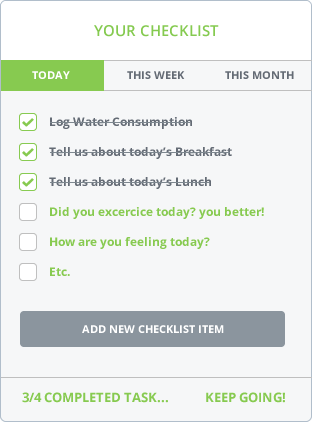 YOUR CHECKLIST
TODAY THIS WEEK THIS MONTH
Log Water Consumption
Tell us about today's Breakfast
Tell us about today's Lunch
Did you excercice today? you better!
How are you feeling today?
Etc.
ADD NEW CHECKLIST ITEM
3/4 COMPLETED TASK... KEEP GOING!